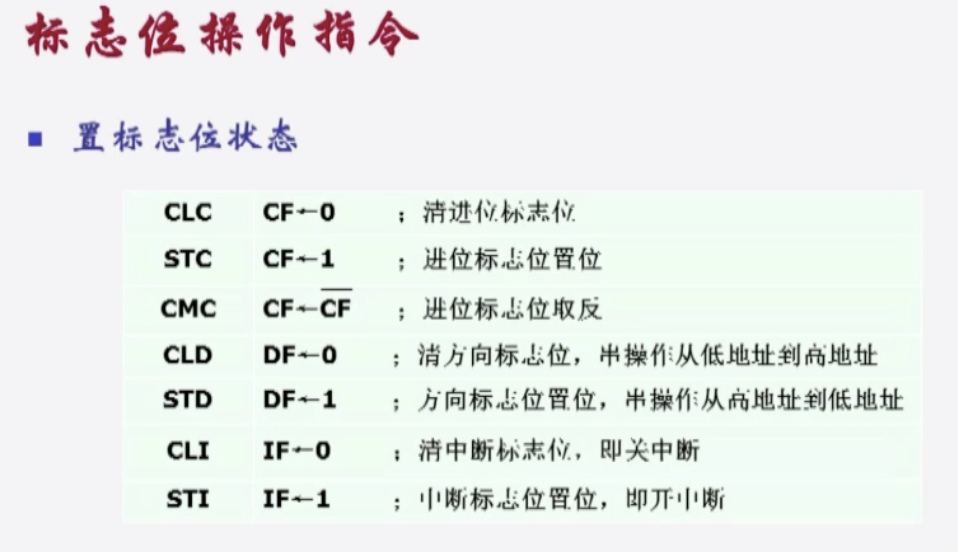 标志位操作指令
■ 置标志位状态
CLC CF←0 ；清进位标志位
STC CF←1 ；进位标志位置位
CMC CF←C̅F̅ ；进位标志位取反
CLD DF←0 ；清方向标志位，串操作从低地址到高地址
STD DF←1 ；方向标志位置位，串操作从高地址到低地址
CLI IF←0 ；清中断标志位，即关中断
STI IF←1 ；中断标志位置位，即开中断